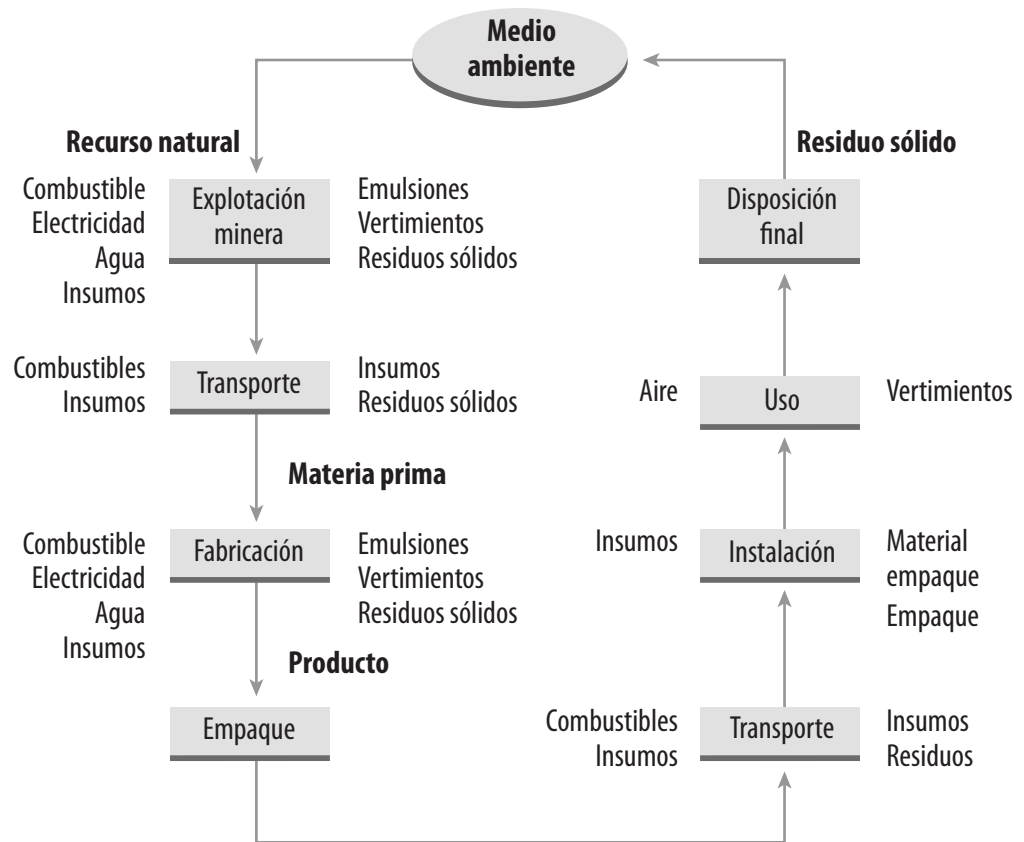 Medio
ambiente
Recurso natural
Combustible
Electricidad
Agua
Insumos
Explotación
minera
Emulsiones
Vertimientos
Residuos sólidos
Combustibles
Insumos
Transporte
Insumos
Residuos sólidos
Materia prima
Combustible
Electricidad
Agua
Insumos
Fabricación
Emulsiones
Vertimientos
Residuos sólidos
Producto
Empaque
Residuo sólido
Disposición
final
Aire
Uso
Vertimientos
Insumos
Instalación
Material
empaque
Empaque
Combustibles
Insumos
Transporte
Insumos
Residuos